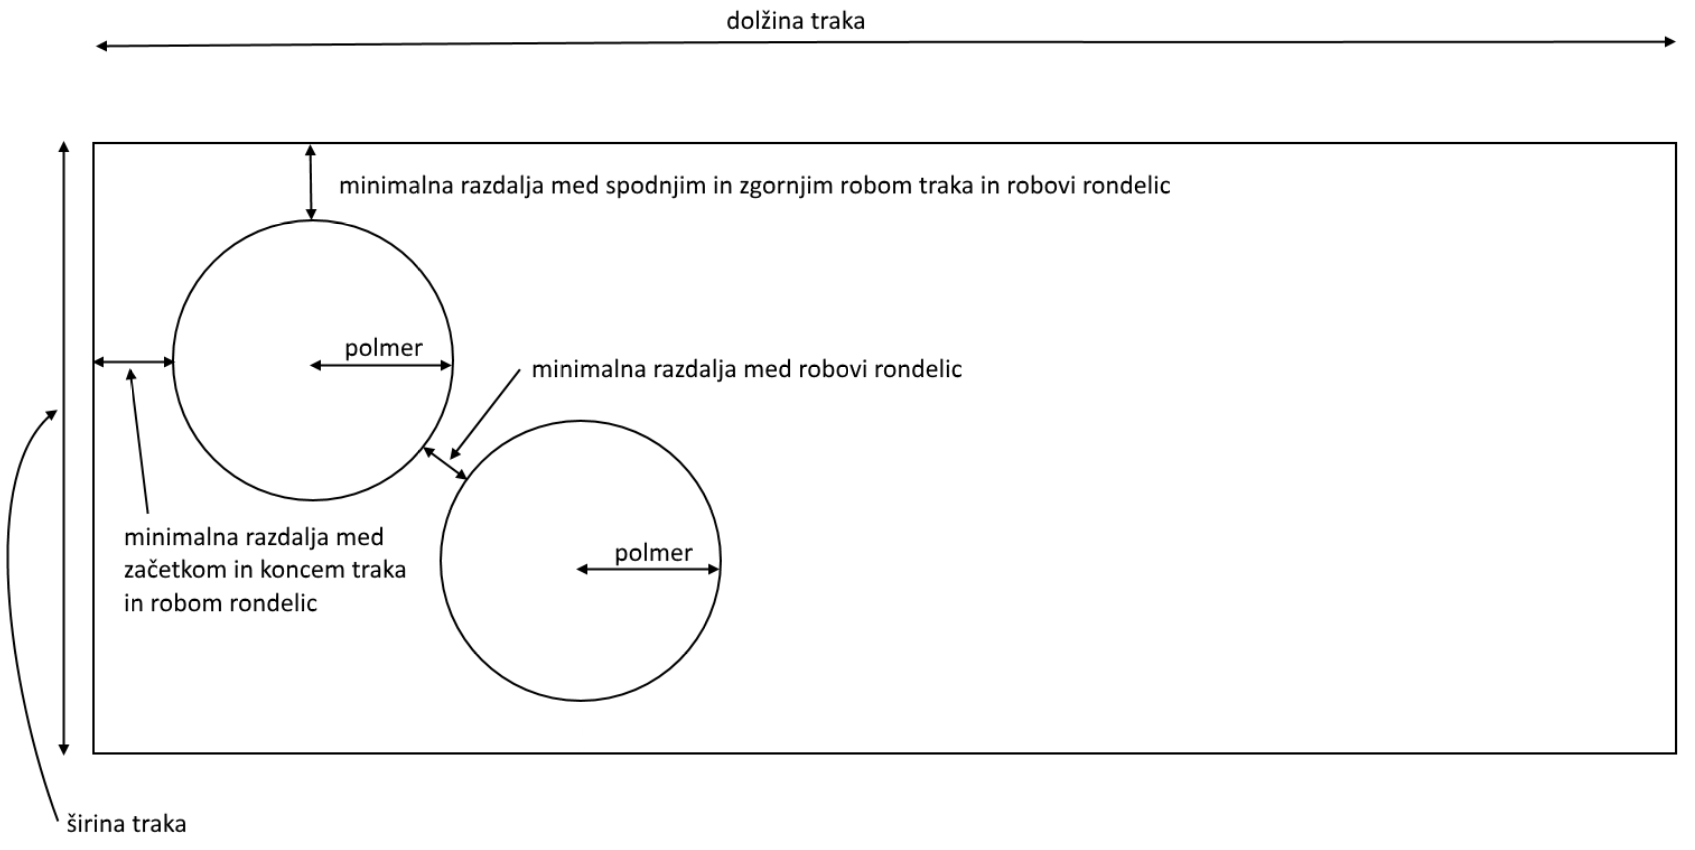 dolžina traka
minimalna razdalja med spodnjim in zgornjim robom traka in robovi rondelic
polmer
minimalna razdalja med robovi rondelic
minimalna razdalja med
začetkom in koncem traka
in robom rondelic
polmer
širina traka